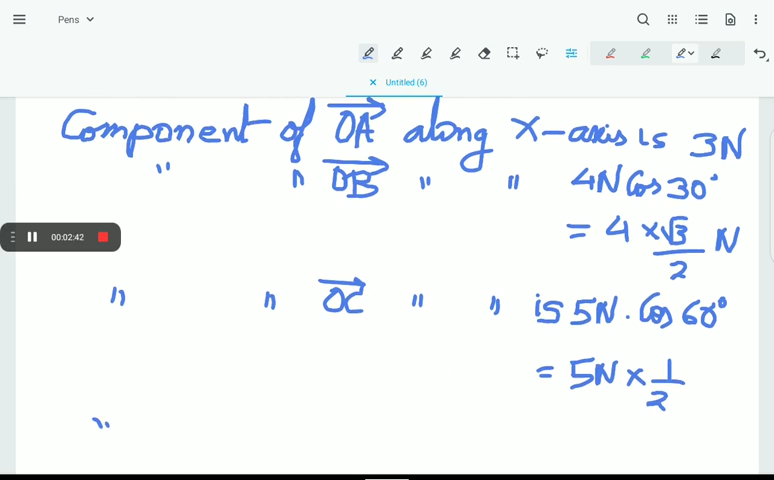 Pens
Untitled (6)
Component of OA along X-axis is 3N
" " OB " " 4N Cos 30°
= 4 × √3/2 N
00:02:42
" " OC " " is 5N. Cos 60°
= 5N × 1/2
"